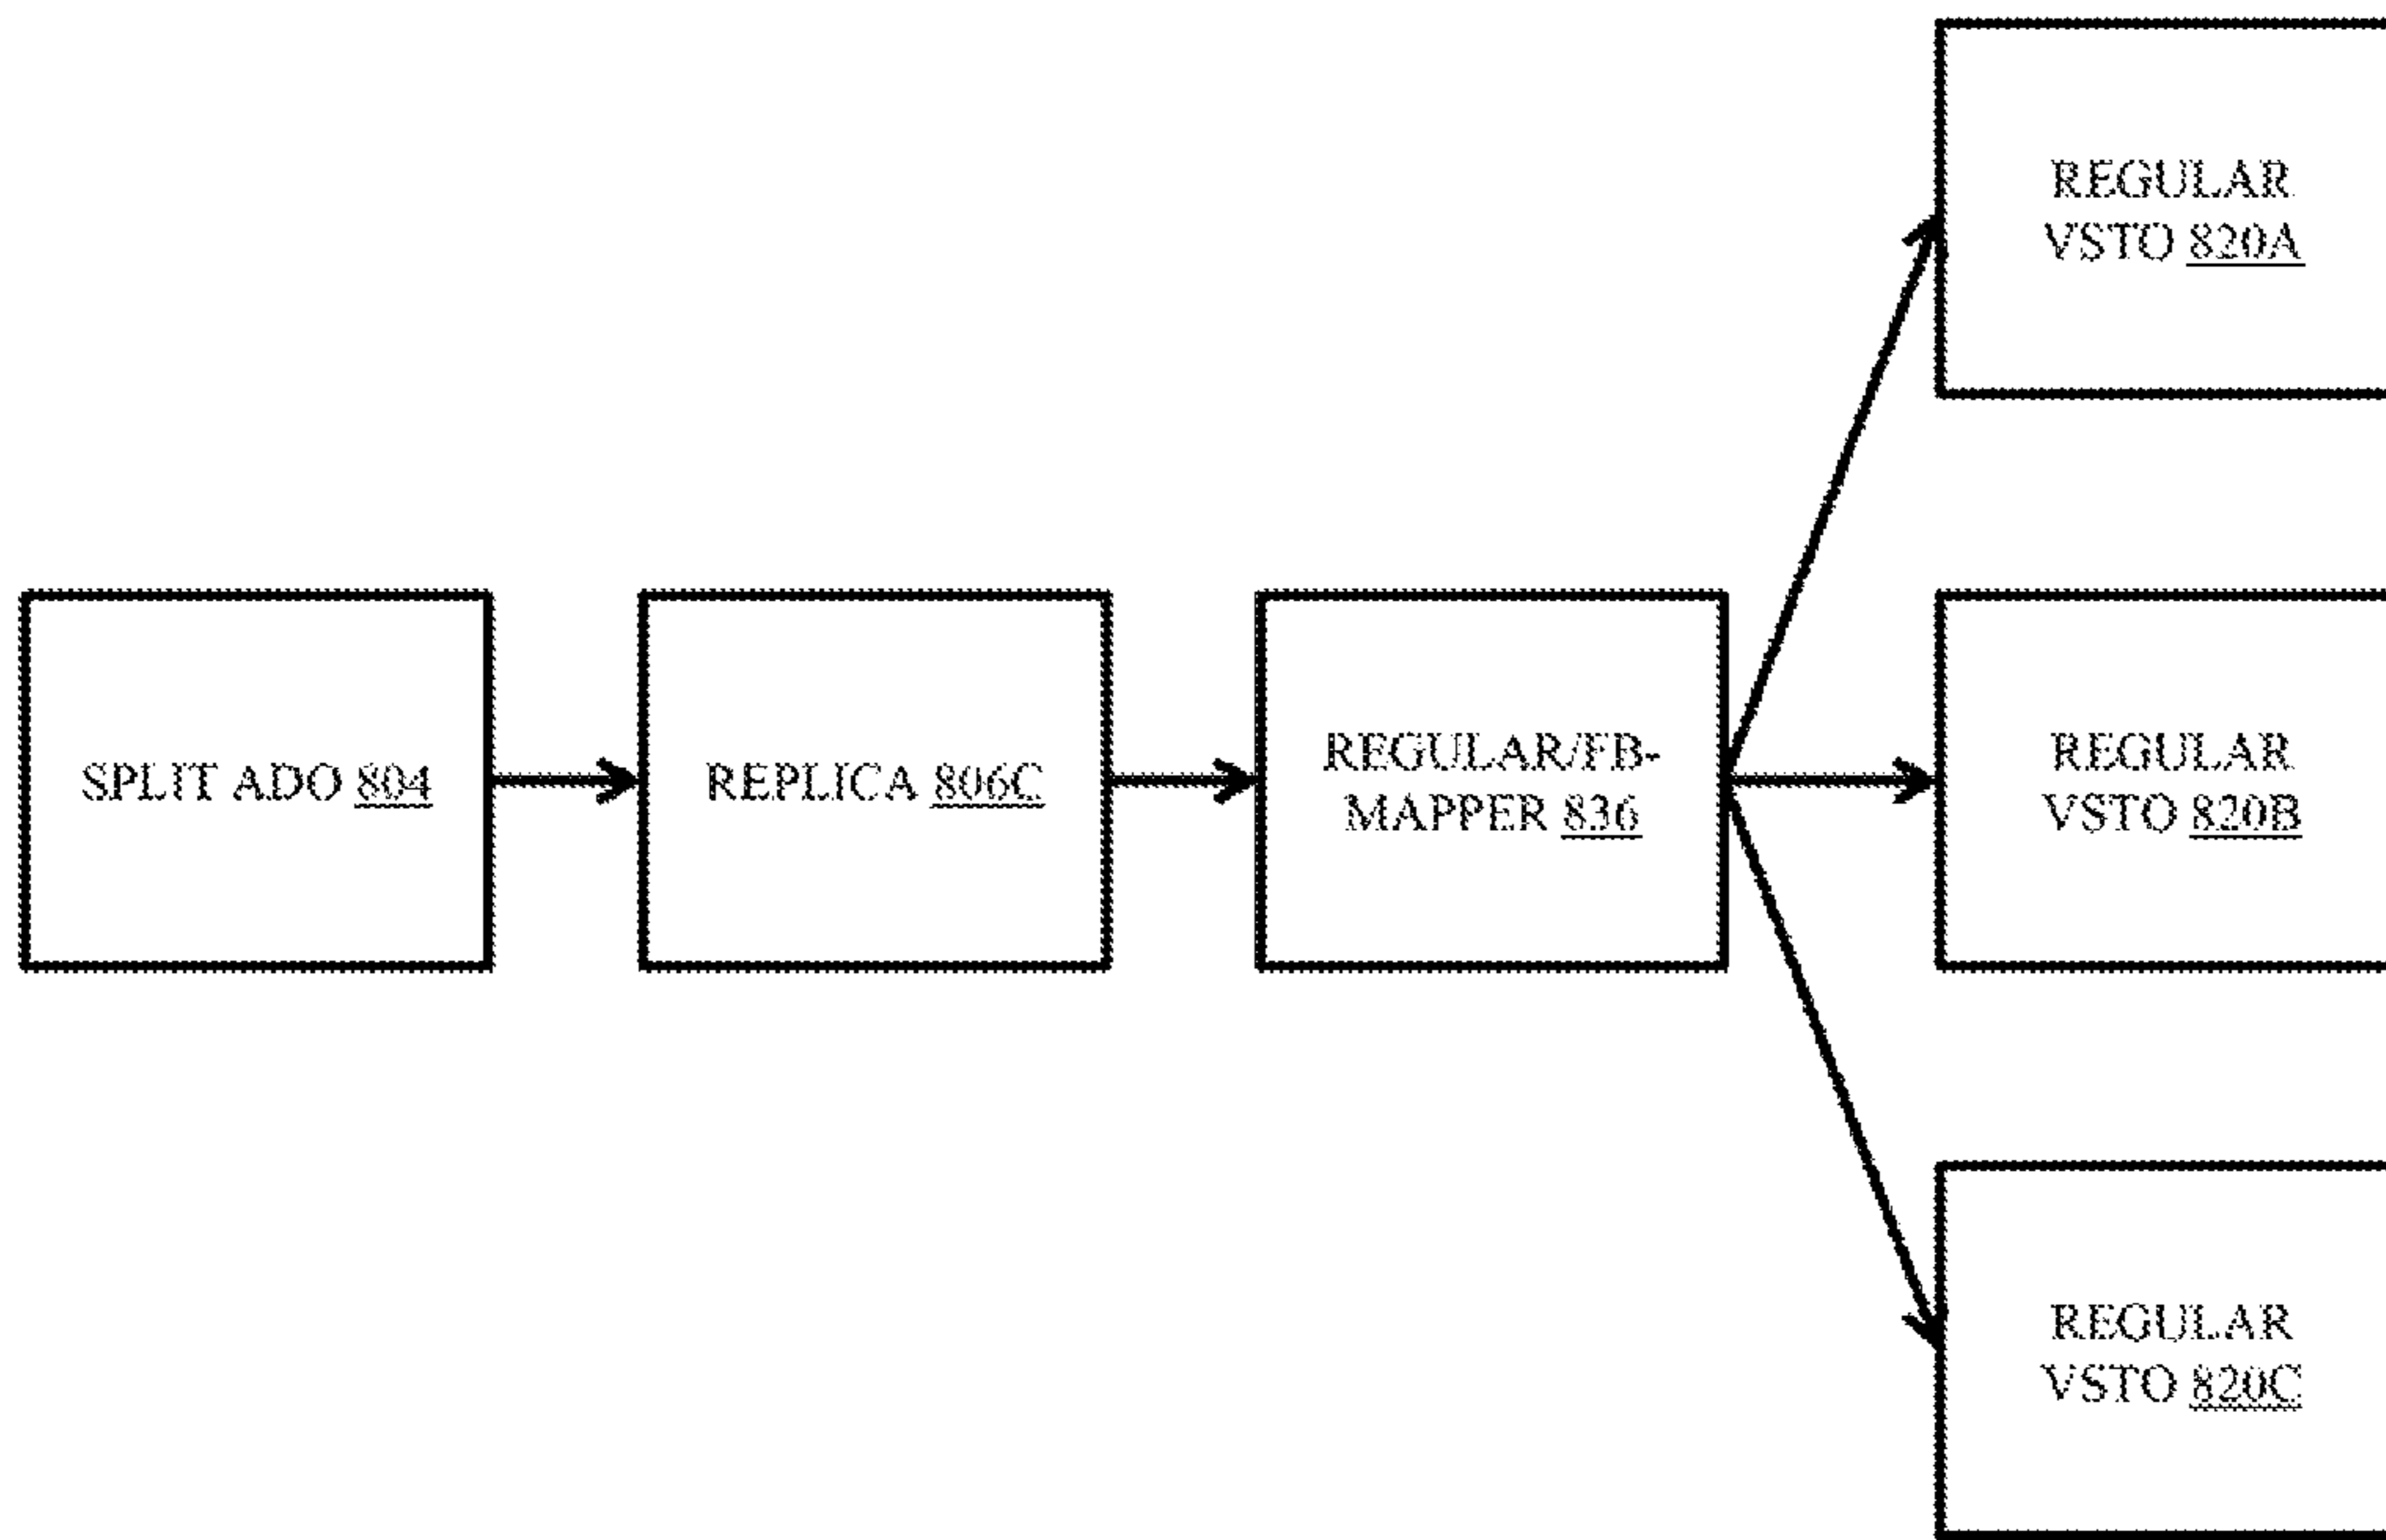 REGULAR
VSTO 820A
SPLIT ADO 804
REPLICA 806C
REGULAR/FB-
MAPPER 836
REGULAR
VSTO 820B
REGULAR
VSTO 820C